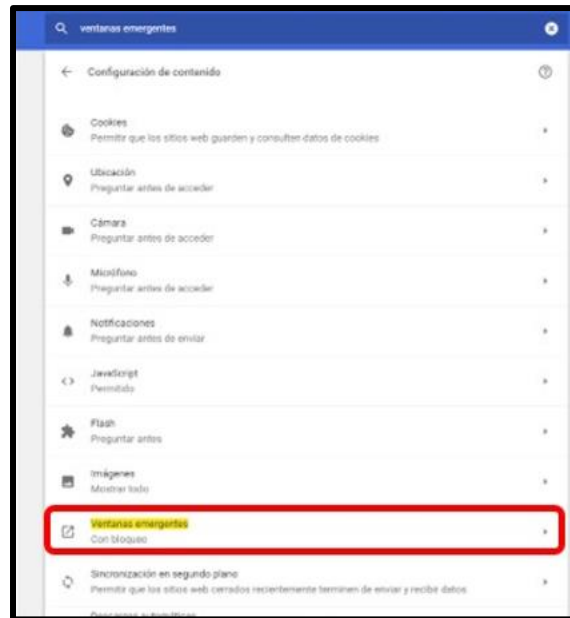 ventanas emergentes
Configuración de contenido
Cookies
Permitir que los sitios web guarden y consulten datos de cookies
Ubicación
Preguntar antes de acceder
Cámara
Preguntar antes de acceder
Micrófono
Preguntar antes de acceder
Notificaciones
Preguntar antes de enviar
JavaScript
Permitido
Flash
Preguntar antes
Imágenes
Mostrar todo
Ventanas emergentes
Con bloqueo
Sincronización en segundo plano
Permitir que los sitios web cerrados recientemente terminen de enviar y recibir datos
Descargas automáticas